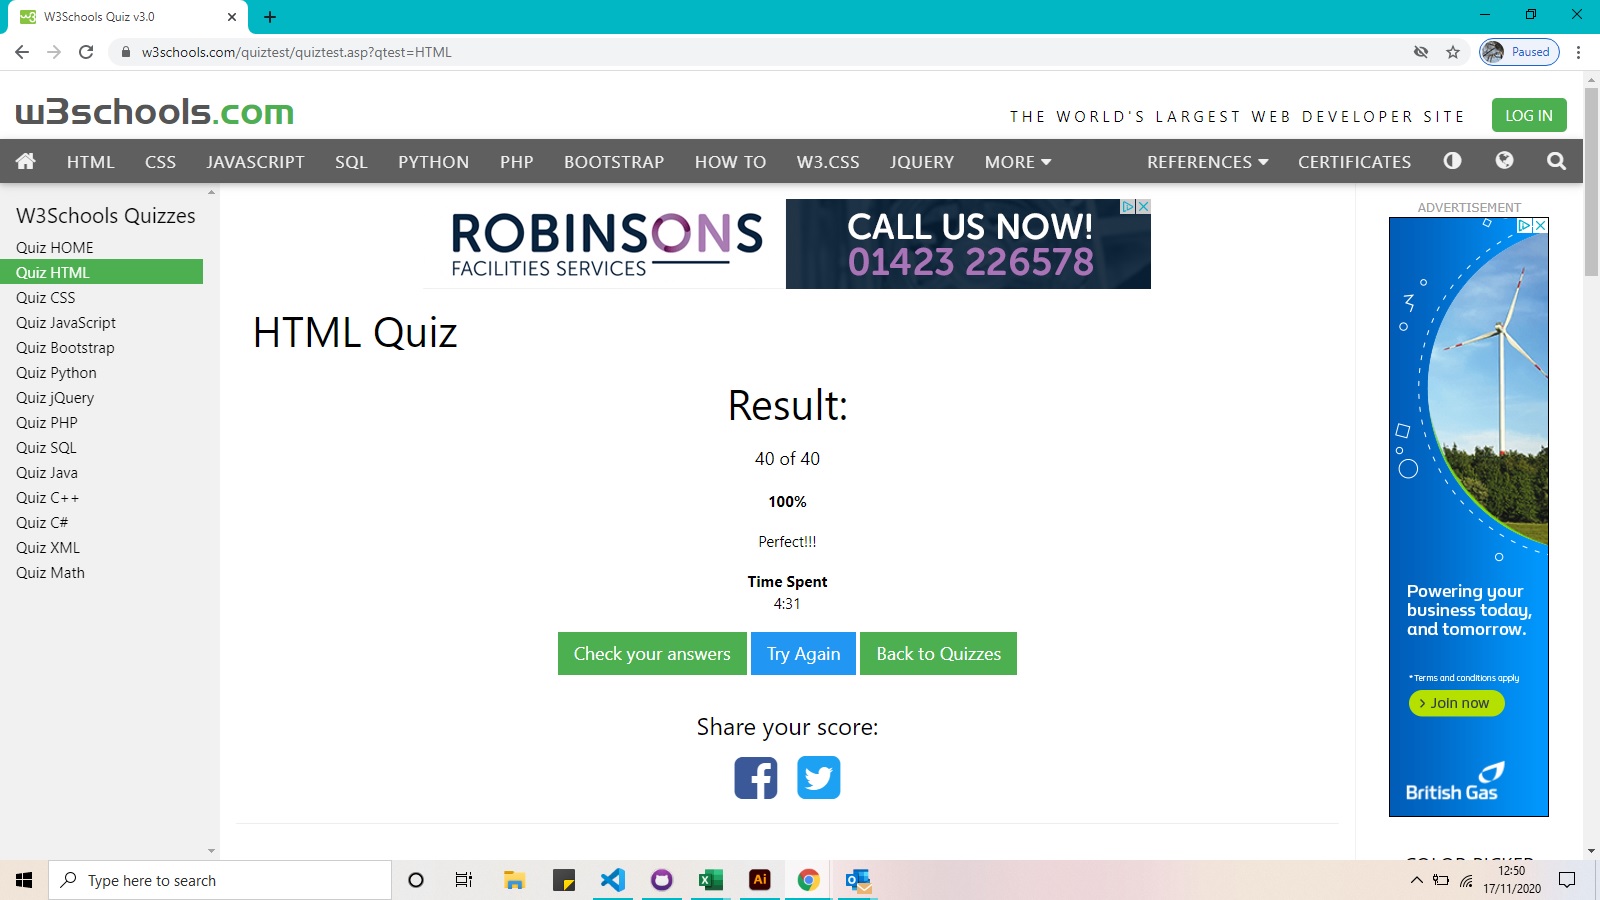 W3Schools Quiz v3.0
w3schools.com/quiztest/quiztest.asp?qtest=HTML
Paused
w3schools.com
THE WORLD'S LARGEST WEB DEVELOPER SITE
LOG IN
HTML CSS JAVASCRIPT SQL PYTHON PHP BOOTSTRAP HOW TO W3.CSS JQUERY MORE REFERENCES CERTIFICATES
W3Schools Quizzes
Quiz HOME
Quiz HTML
Quiz CSS
Quiz JavaScript
Quiz Bootstrap
Quiz Python
Quiz jQuery
Quiz PHP
Quiz SQL
Quiz Java
Quiz C++
Quiz C#
Quiz XML
Quiz Math
ROBINSONS
FACILITIES SERVICES
CALL US NOW!
01423 226578
HTML Quiz
Result:
40 of 40
100%
Perfect!!!
Time Spent
4:31
Check your answers
Try Again
Back to Quizzes
Share your score:
ADVERTISEMENT
Powering your
business today,
and tomorrow.
*Terms and conditions apply
> Join now
British Gas
COLOR PICKER
Type here to search
Ai
12:50
17/11/2020